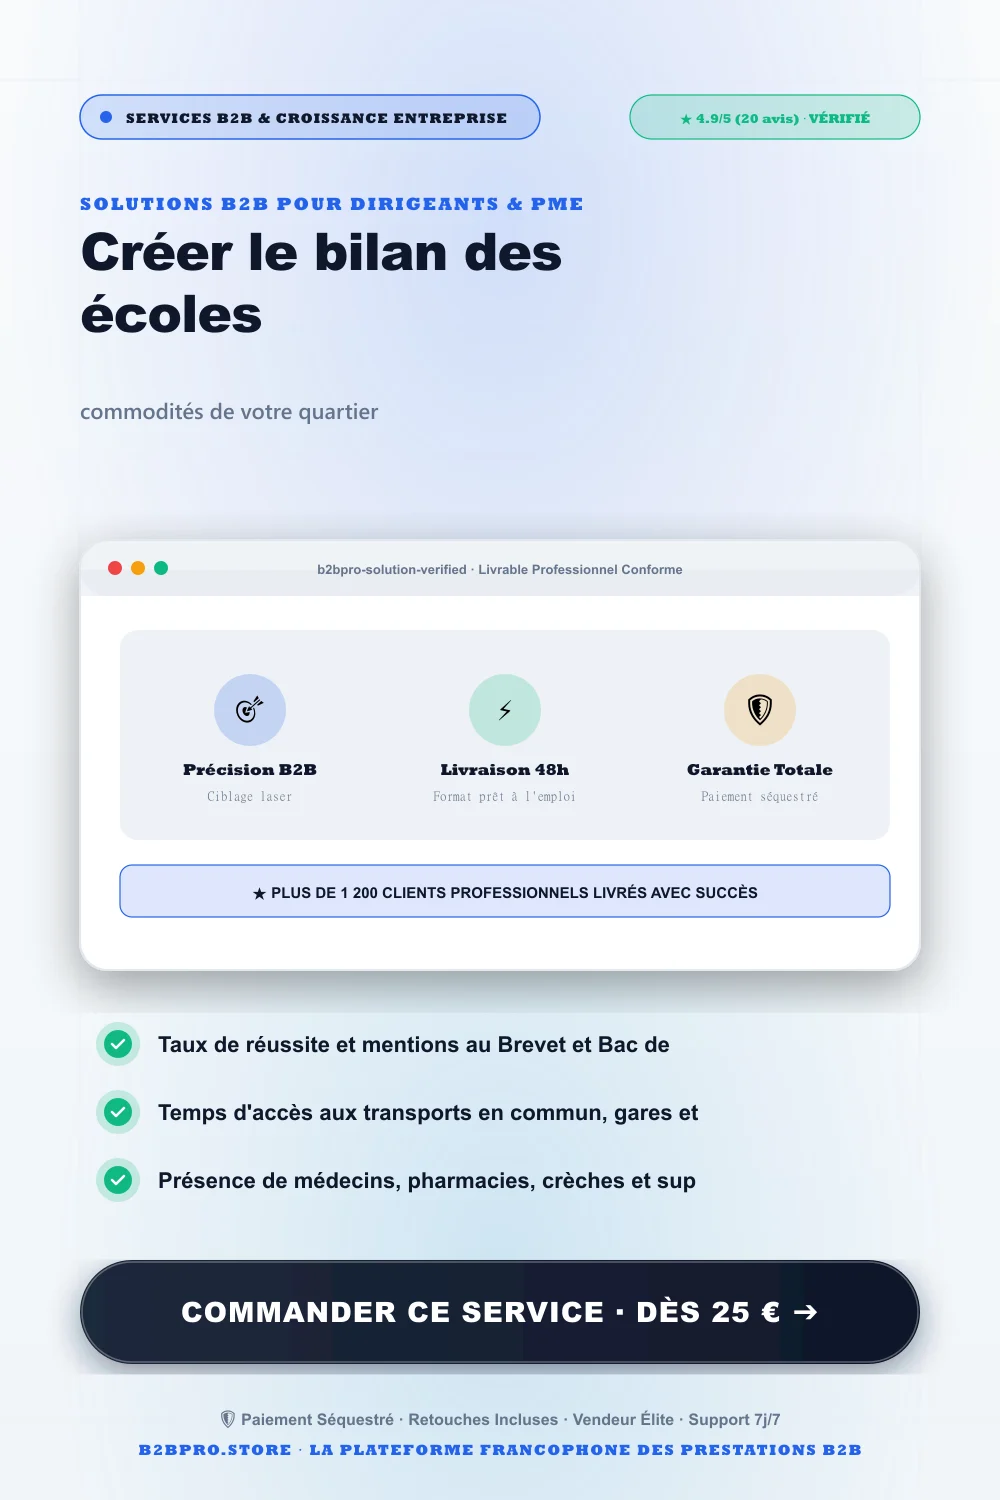 SERVICES B2B & CROISSANCE ENTREPRISE
★ 4.9/5 (20 avis) · VÉRIFIÉ
SOLUTIONS B2B POUR DIRIGEANTS & PME
Créer le bilan des
écoles
commodités de votre quartier
b2bpro-solution-verified · Livrable Professionnel Conforme
Précision B2B
Ciblage laser
Livraison 48h
Format prêt à l'emploi
Garantie Totale
Paiement séquestré
★ PLUS DE 1 200 CLIENTS PROFESSIONNELS LIVRÉS AVEC SUCCÈS
Taux de réussite et mentions au Brevet et Bac de
Temps d'accès aux transports en commun, gares et
Présence de médecins, pharmacies, crèches et sup
COMMANDER CE SERVICE · DÈS 25 € →
Paiement Séquestré · Retouches Incluses · Vendeur Élite · Support 7j/7
B2BPRO.STORE · LA PLATEFORME FRANCOPHONE DES PRESTATIONS B2B